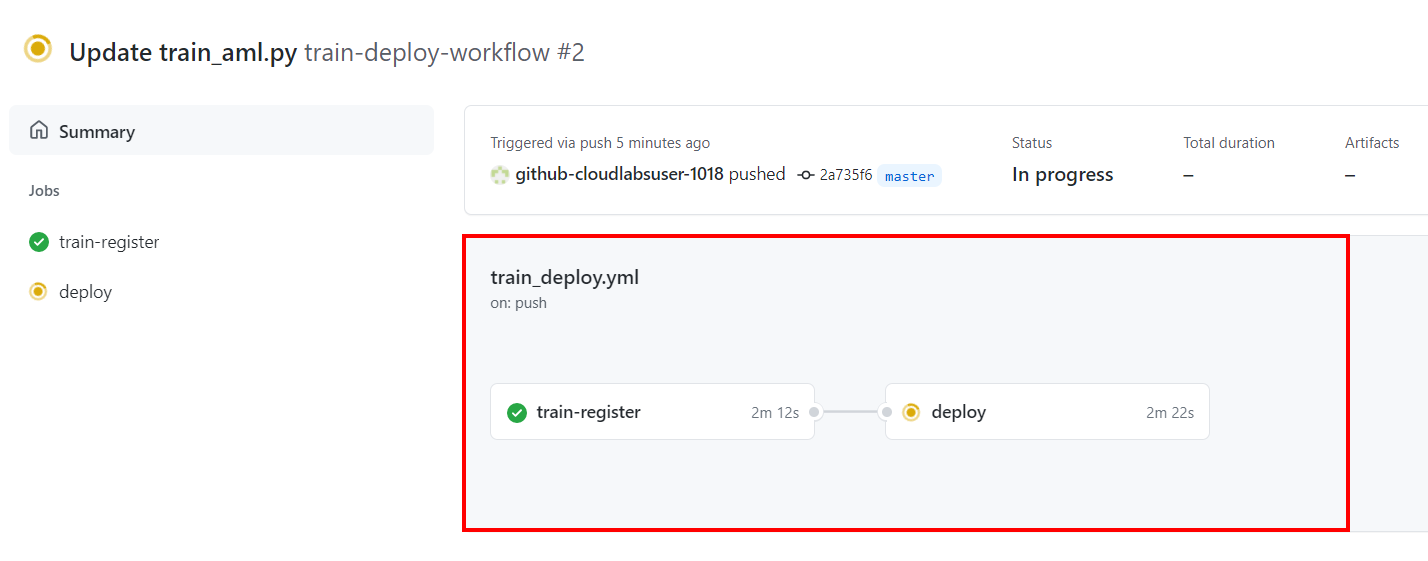 Update train_aml.py train-deploy-workflow #2
Summary
Jobs
train-register
deploy
Triggered via push 5 minutes ago
github-cloudlabsuser-1018 pushed 2a735f6 master
Status
In progress
Total duration
–
Artifacts
–
train_deploy.yml
on: push
train-register 2m 12s
deploy 2m 22s